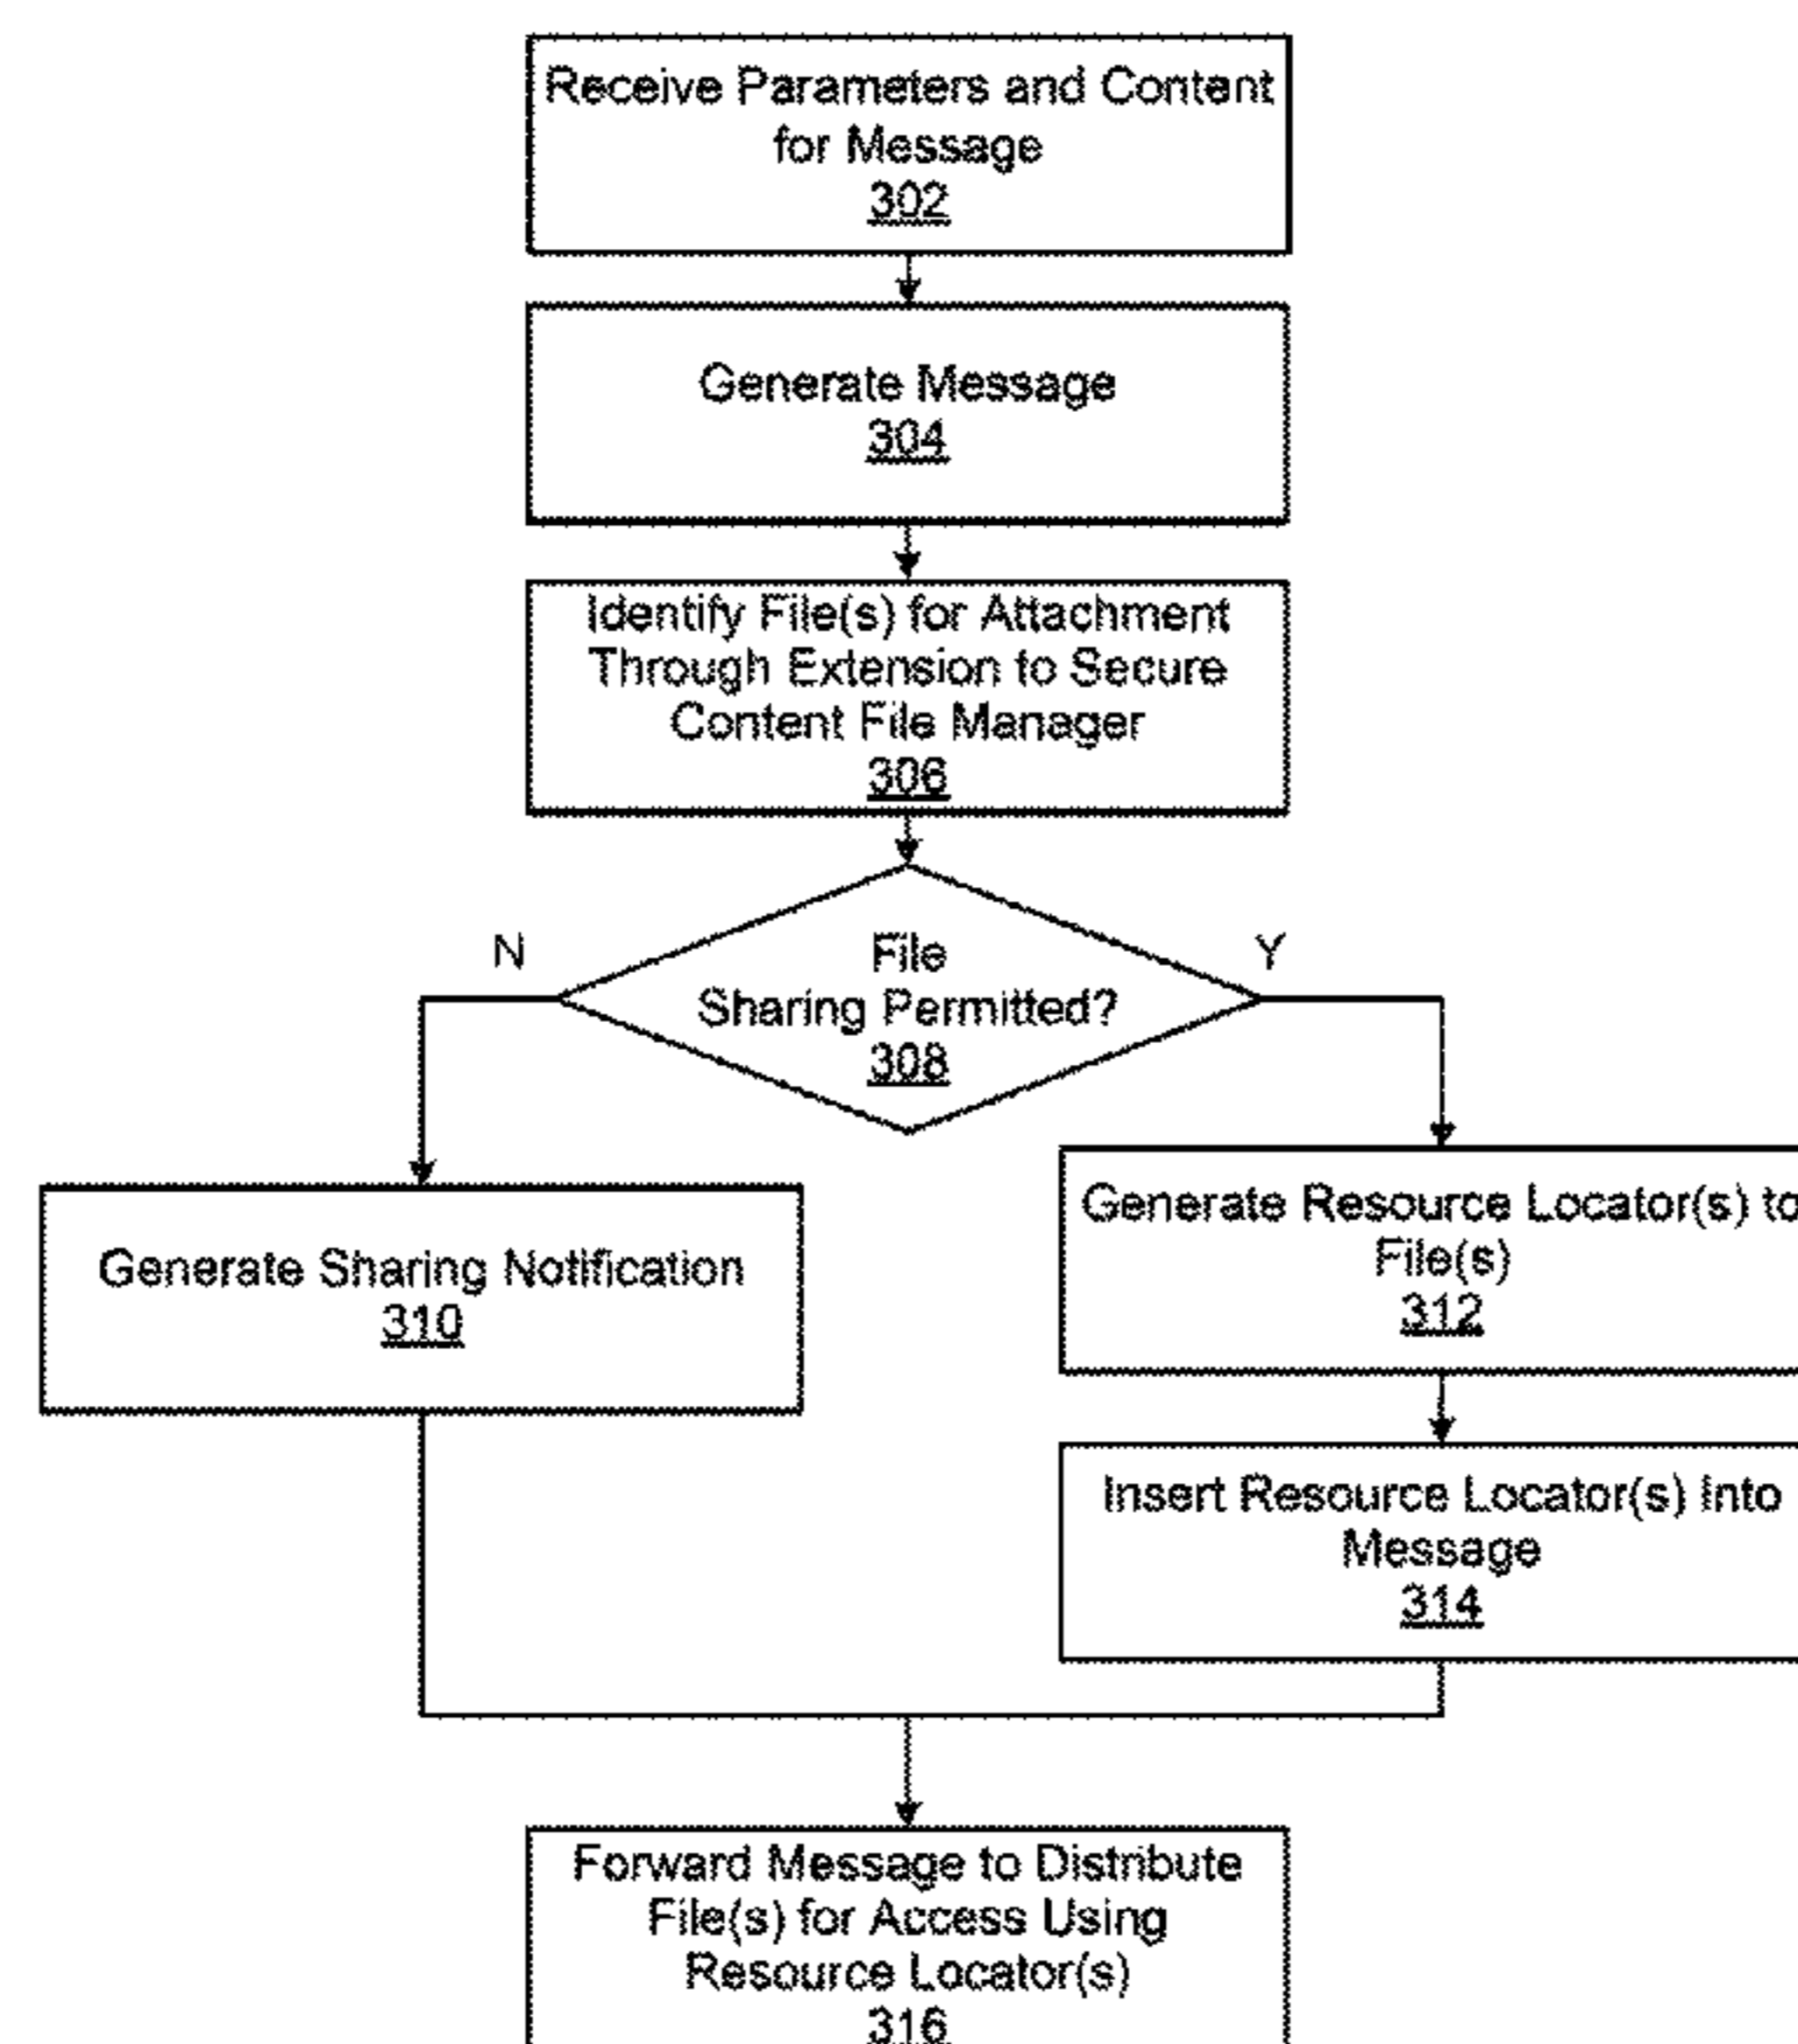 Receive Parameters and Content
for Message
302
Generate Message
304
Identify File(s) for Attachment
Through Extension to Secure
Content File Manager
306
N
Y
File
Sharing Permitted?
308
Generate Sharing Notification
310
Generate Resource Locator(s) to
File(s)
312
Insert Resource Locator(s) Into
Message
314
Forward Message to Distribute
File(s) for Access Using
Resource Locator(s)
316